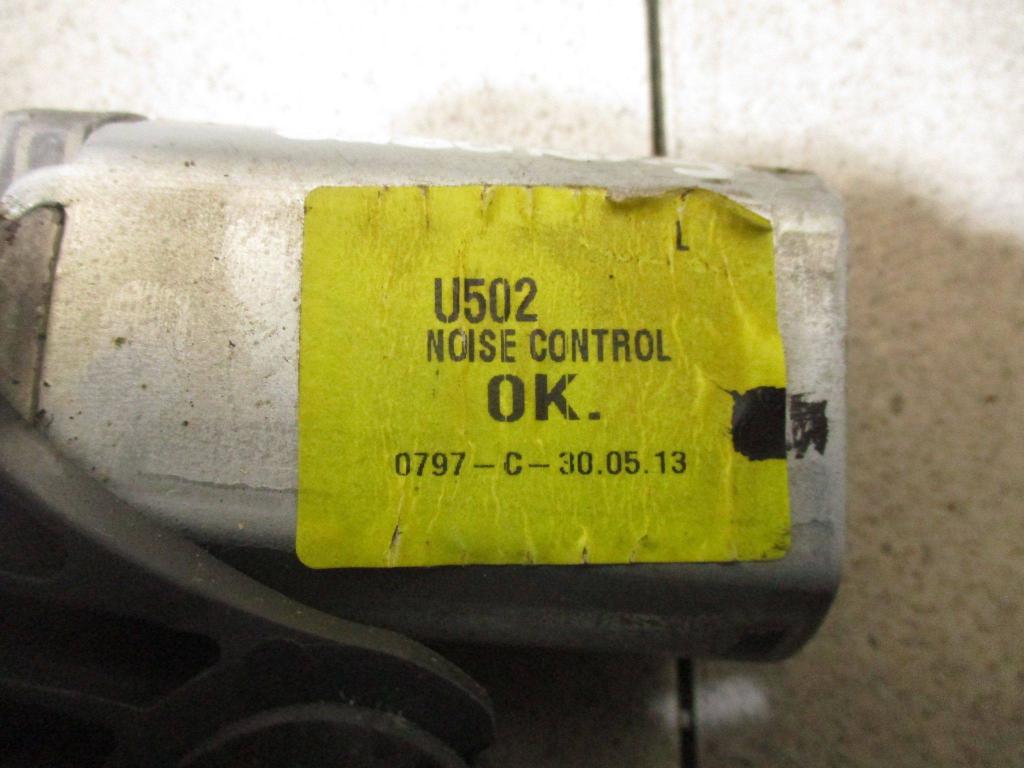 L
U502
NOISE CONTROL
OK.
0797-C-30.05.13